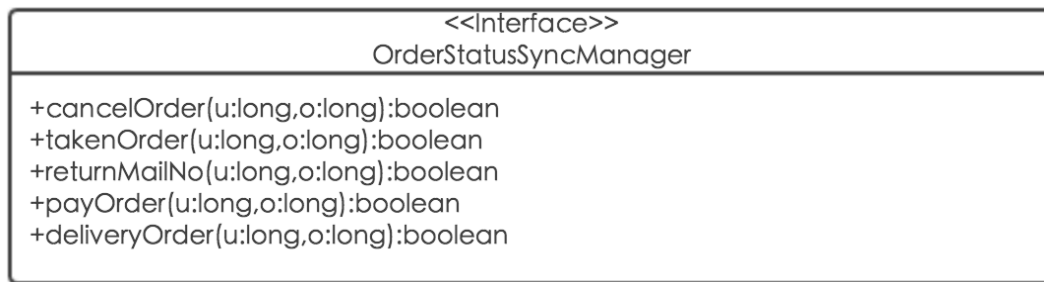 <<Interface>>
OrderStatusSyncManager
+cancelOrder(u:long,o:long):boolean
+takenOrder(u:long,o:long):boolean
+returnMailNo(u:long,o:long):boolean
+payOrder(u:long,o:long):boolean
+deliveryOrder(u:long,o:long):boolean